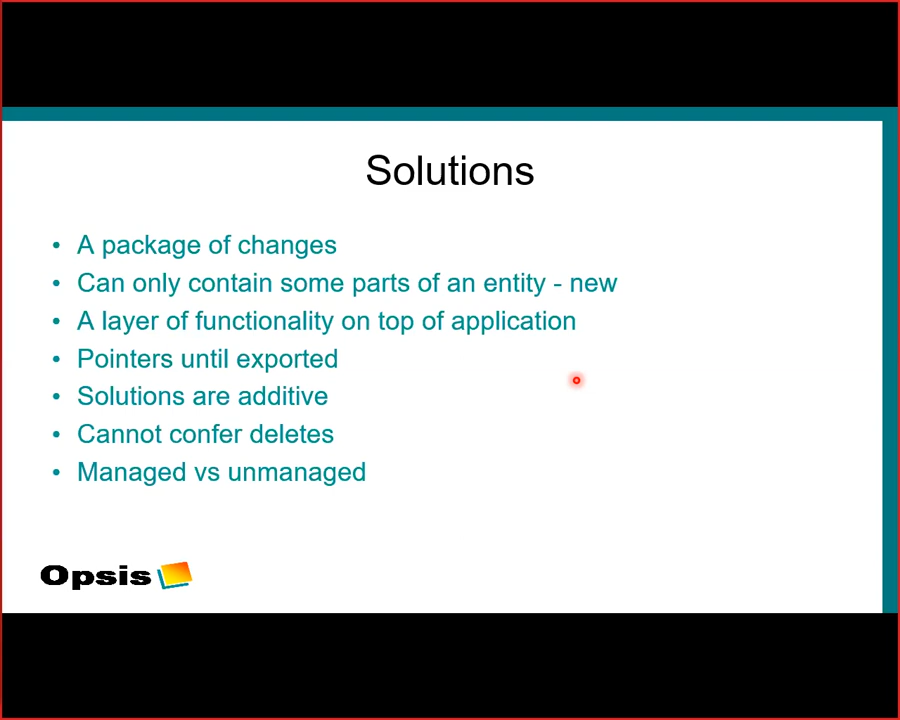 Solutions
• A package of changes
• Can only contain some parts of an entity - new
• A layer of functionality on top of application
• Pointers until exported
• Solutions are additive
• Cannot confer deletes
• Managed vs unmanaged
Opsis